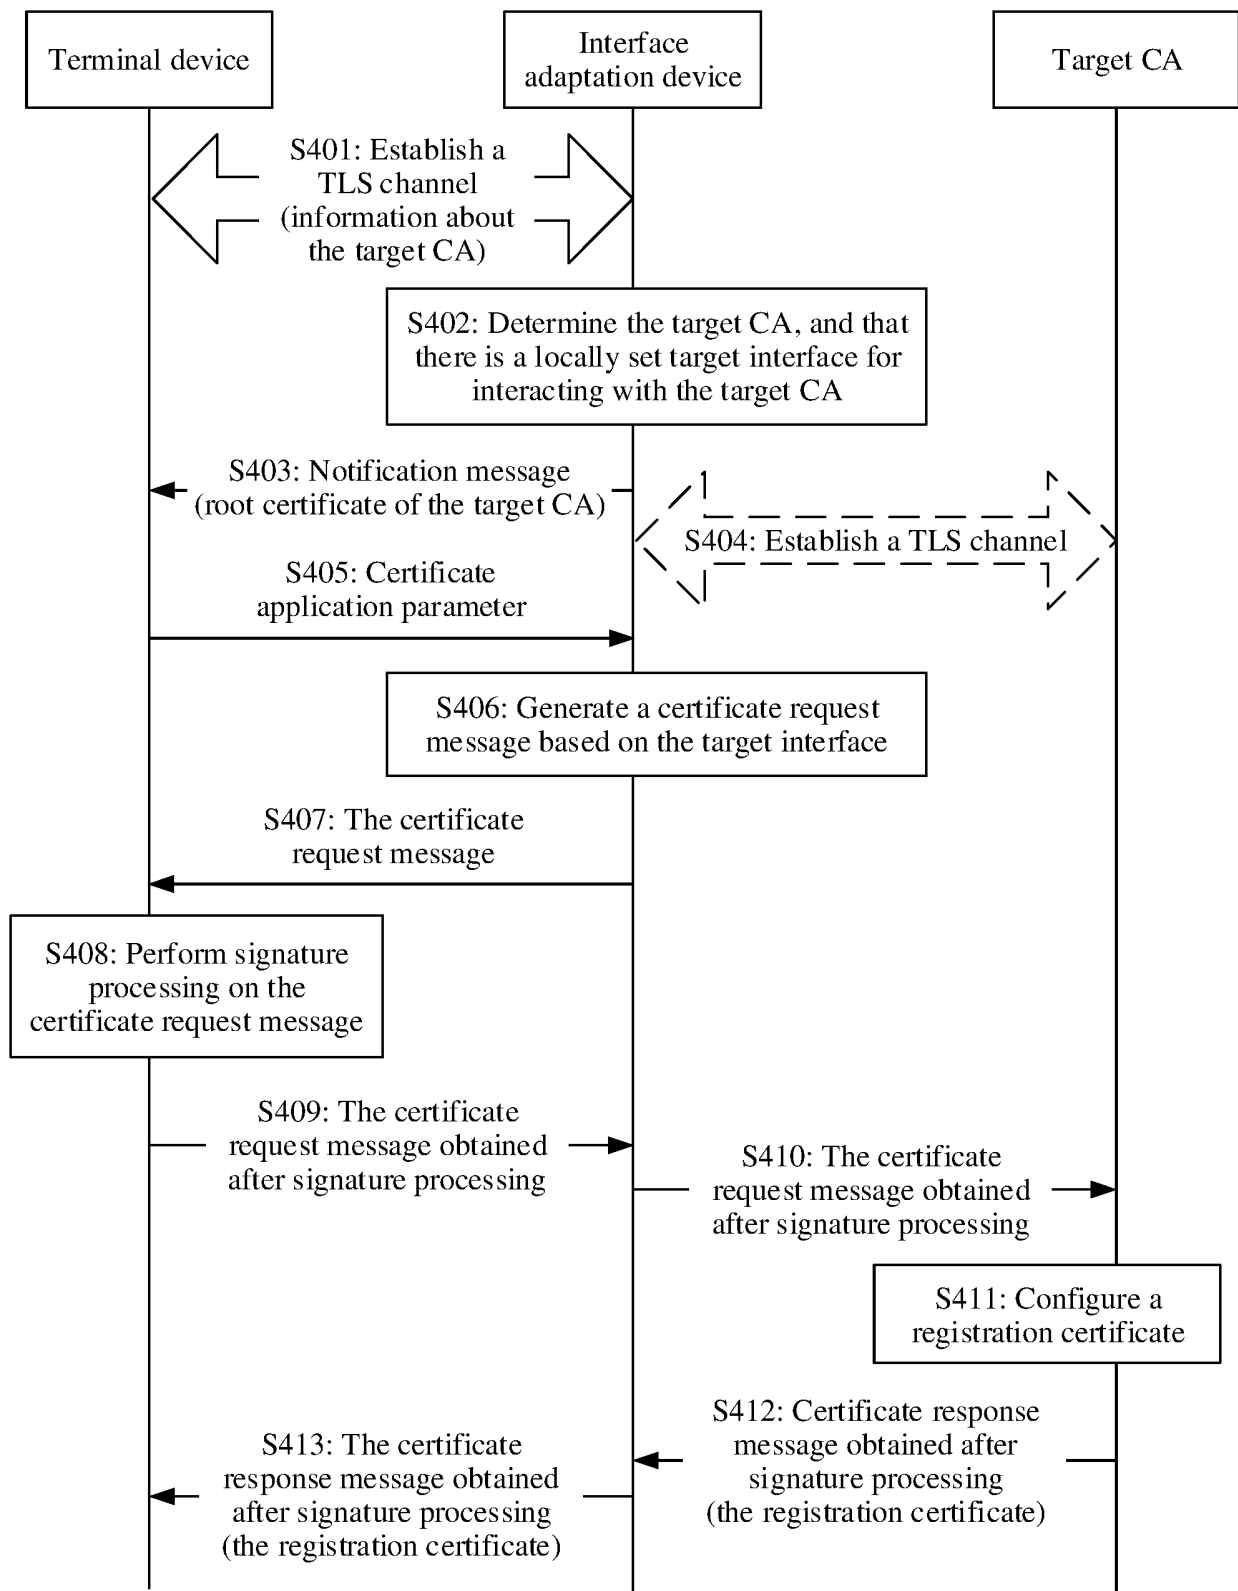 Terminal device
Interface
adaptation device
Target CA
S401: Establish a
TLS channel
(information about
the target CA)
S402: Determine the target CA, and that
there is a locally set target interface for
interacting with the target CA
S403: Notification message
(root certificate of the target CA)
S404: Establish a TLS channel
S405: Certificate
application parameter
S406: Generate a certificate request
message based on the target interface
S407: The certificate
request message
S408: Perform signature
processing on the
certificate request message
S409: The certificate
request message obtained
after signature processing
S410: The certificate
request message obtained
after signature processing
S411: Configure a
registration certificate
S412: Certificate response
message obtained after
signature processing
(the registration certificate)
S413: The certificate
response message obtained
after signature processing
(the registration certificate)